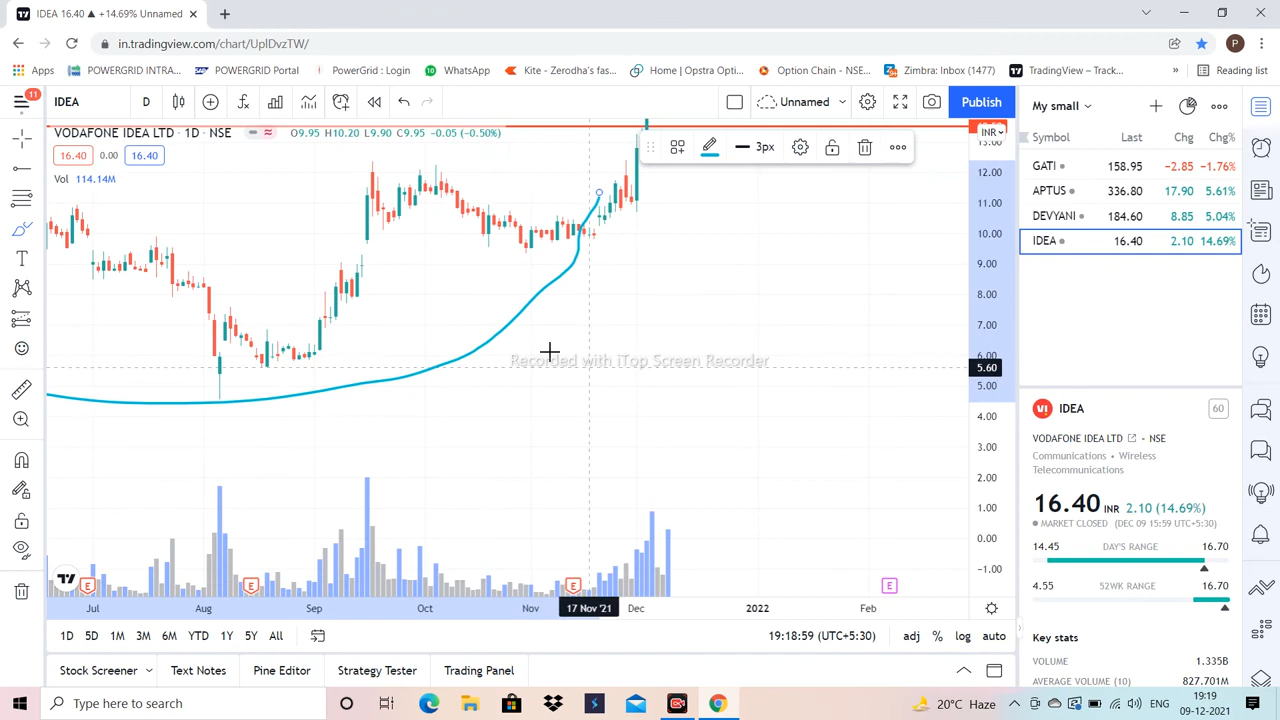 IDEA 16.40 ▲ +14.69% Unnamed
in.tradingview.com/chart/UplDvzTW/
Apps POWERGRID INTRA... POWERGRID Portal PowerGrid : Login WhatsApp Kite - Zerodha's fas... Home | Opstra Opti... Option Chain - NSE... Zimbra: Inbox (1477) TradingView – Track... » Reading list
11 IDEA D Unnamed Publish
VODAFONE IDEA LTD · 1D · NSE O9.95 H10.20 L9.90 C9.95 -0.05 (-0.50%)
16.40 0.00 16.40
Vol 114.14M
3px
INR
13.00
12.00
11.00
10.00
9.00
8.00
7.00
6.00
5.60
5.00
4.00
3.00
2.00
1.00
0.00
−1.00
Recorded with iTop Screen Recorder
E E E E
Jul Aug Sep Oct Nov 17 Nov '21 Dec 2022 Feb
1D 5D 1M 3M 6M YTD 1Y 5Y All 19:18:59 (UTC+5:30) adj % log auto
Stock Screener Text Notes Pine Editor Strategy Tester Trading Panel
My small
Symbol Last Chg Chg%
GATI 158.95 −2.85 −1.76%
APTUS 336.80 17.90 5.61%
DEVYANI 184.60 8.85 5.04%
IDEA 16.40 2.10 14.69%
IDEA 60
VODAFONE IDEA LTD · NSE
Communications · Wireless
Telecommunications
16.40 INR 2.10 (14.69%)
MARKET CLOSED (DEC 09 15:59 UTC+5:30)
14.45 DAY'S RANGE 16.70
4.55 52WK RANGE 16.70
Key stats
VOLUME 1.335B
AVERAGE VOLUME (10) 827.701M
Type here to search
20°C Haze ENG 19:19
09-12-2021